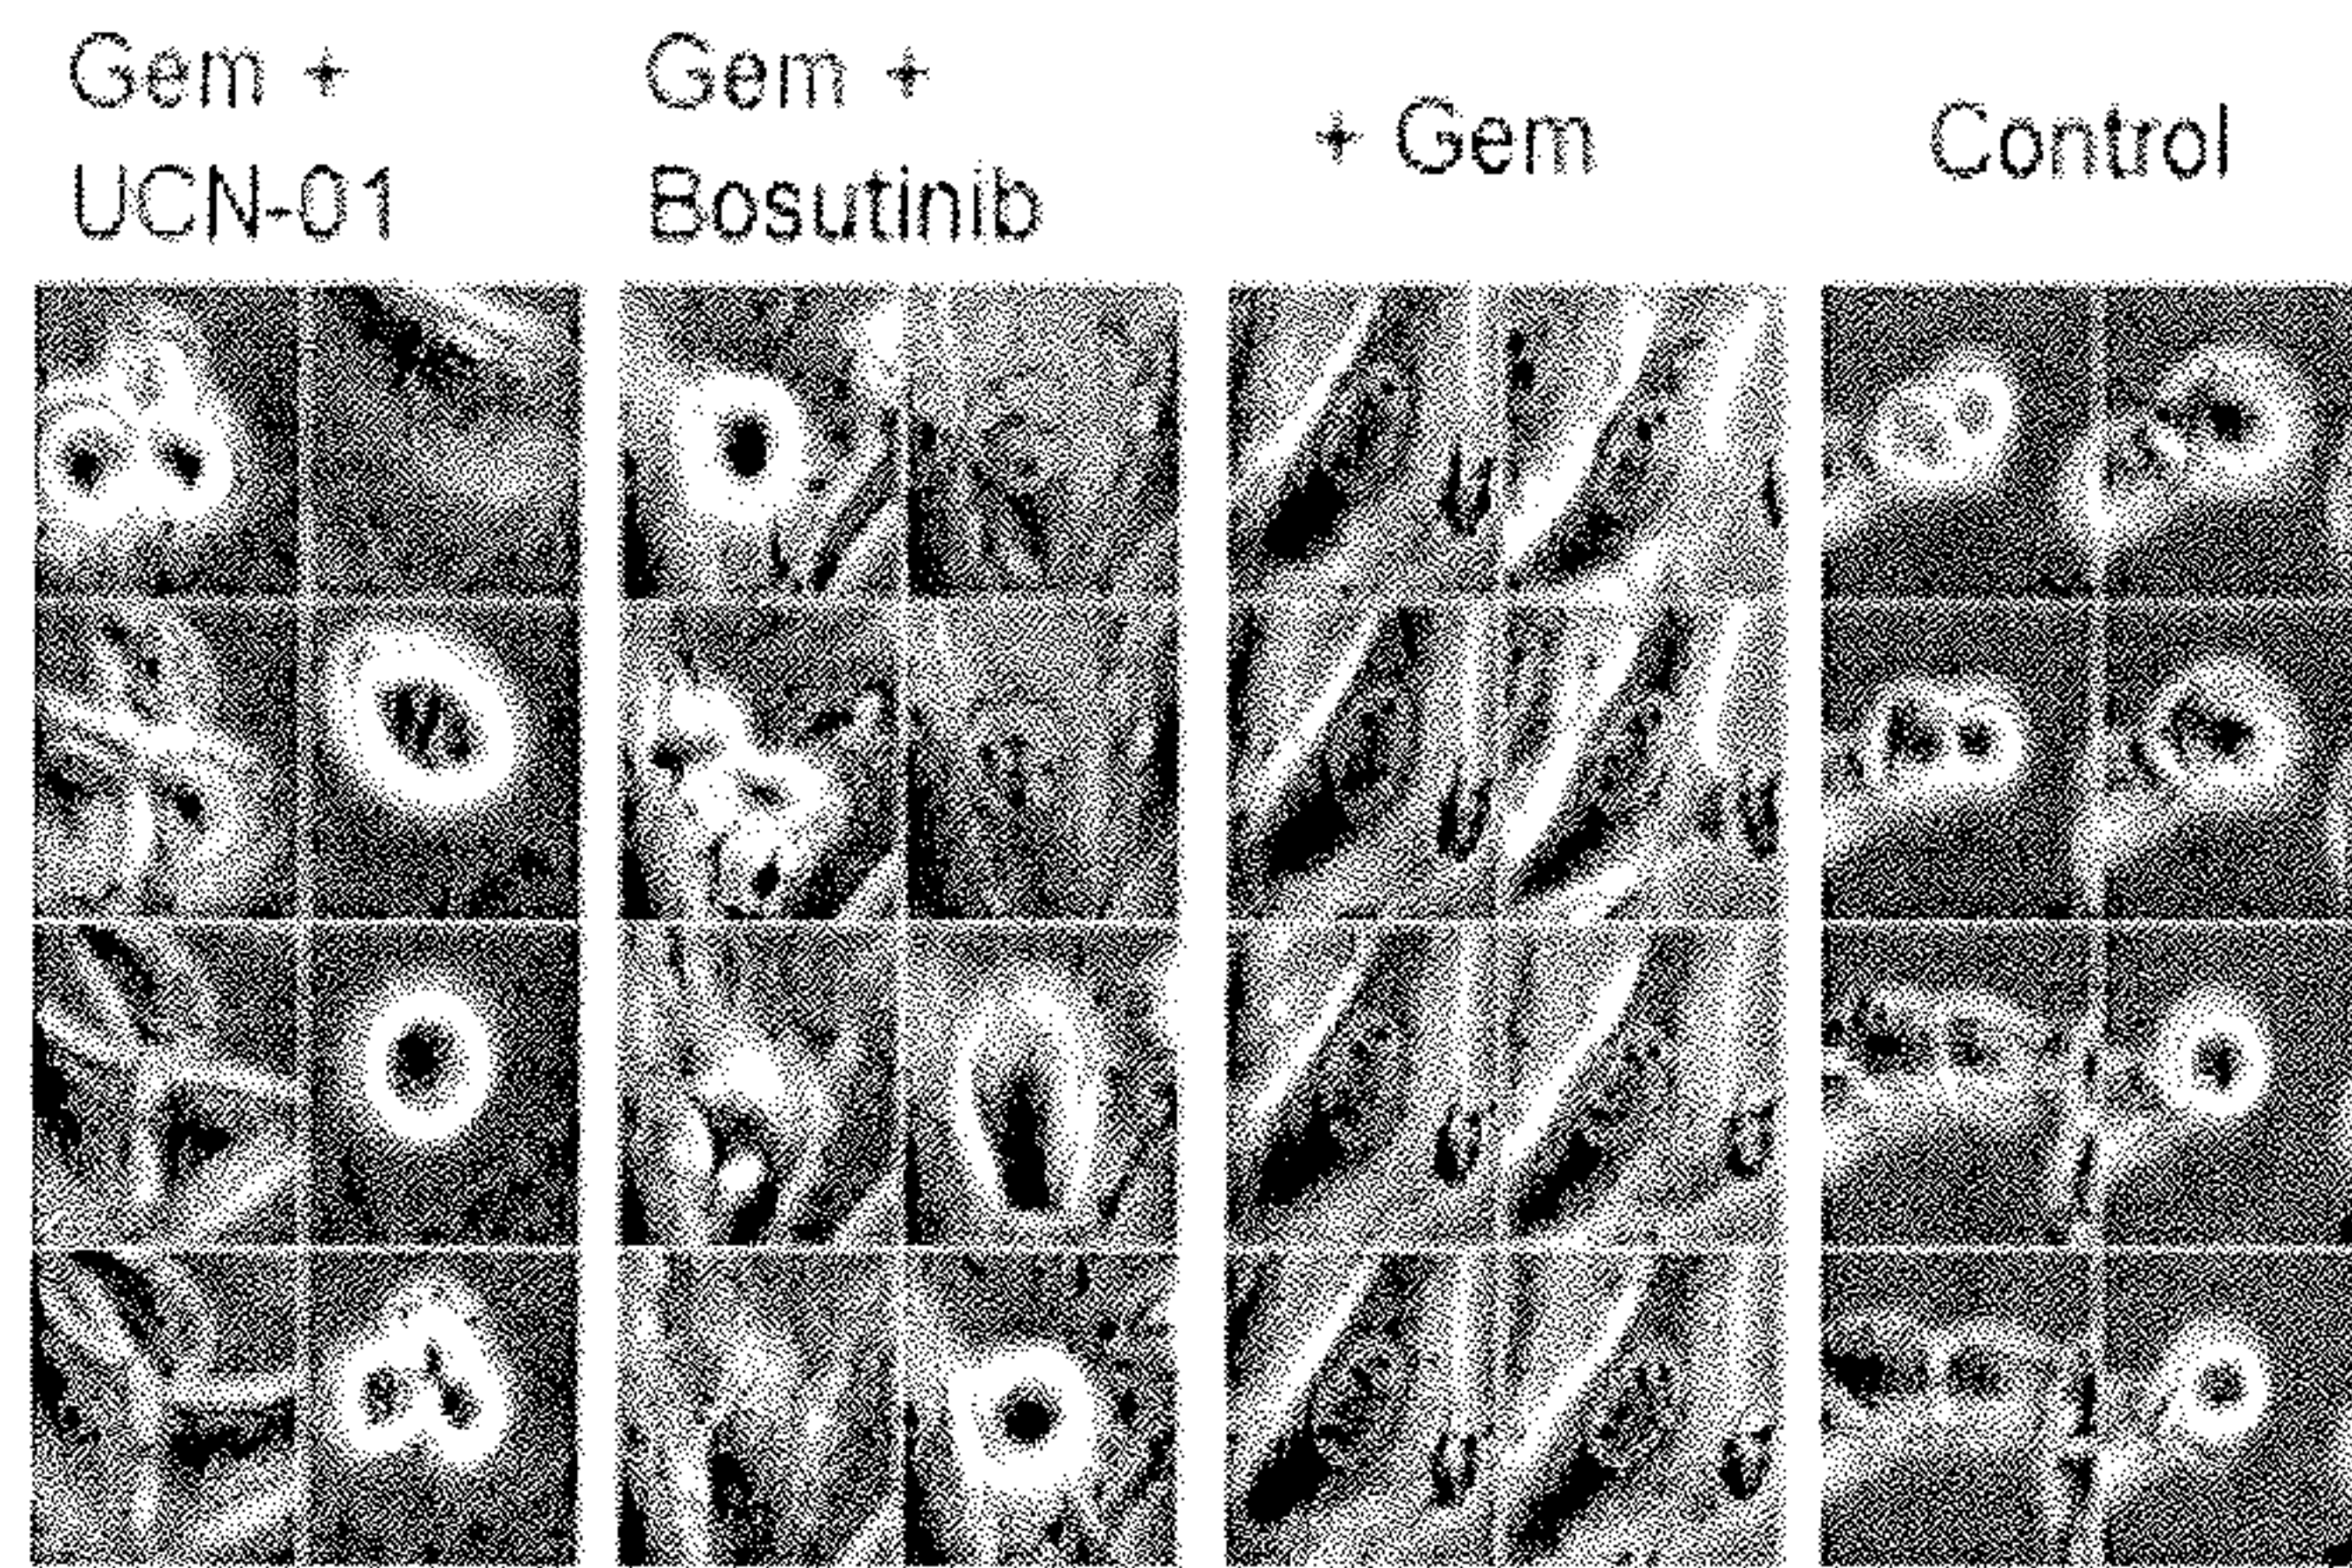 Gem +
UCN-01
Gem +
Bosutinib
+ Gem
Control